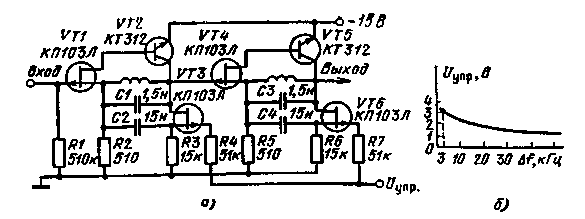 VT1
КП103Л
VT2
КТ312
VT4
КП103Л
-15В
VT5
КТ312
Вход
VT3
КП103Л
Выход
VT6
КП103Л
C1 1,5н
C2 15н
C3 1,5н
C4 15н
R1
510к
R2
510
R3
15к
R4
51к
R5
510
R6
15к
R7
51к
Uупр.
а)
Uупр, В
4
3
2
1
0
3 10 20 30 Δf, кГц
б)